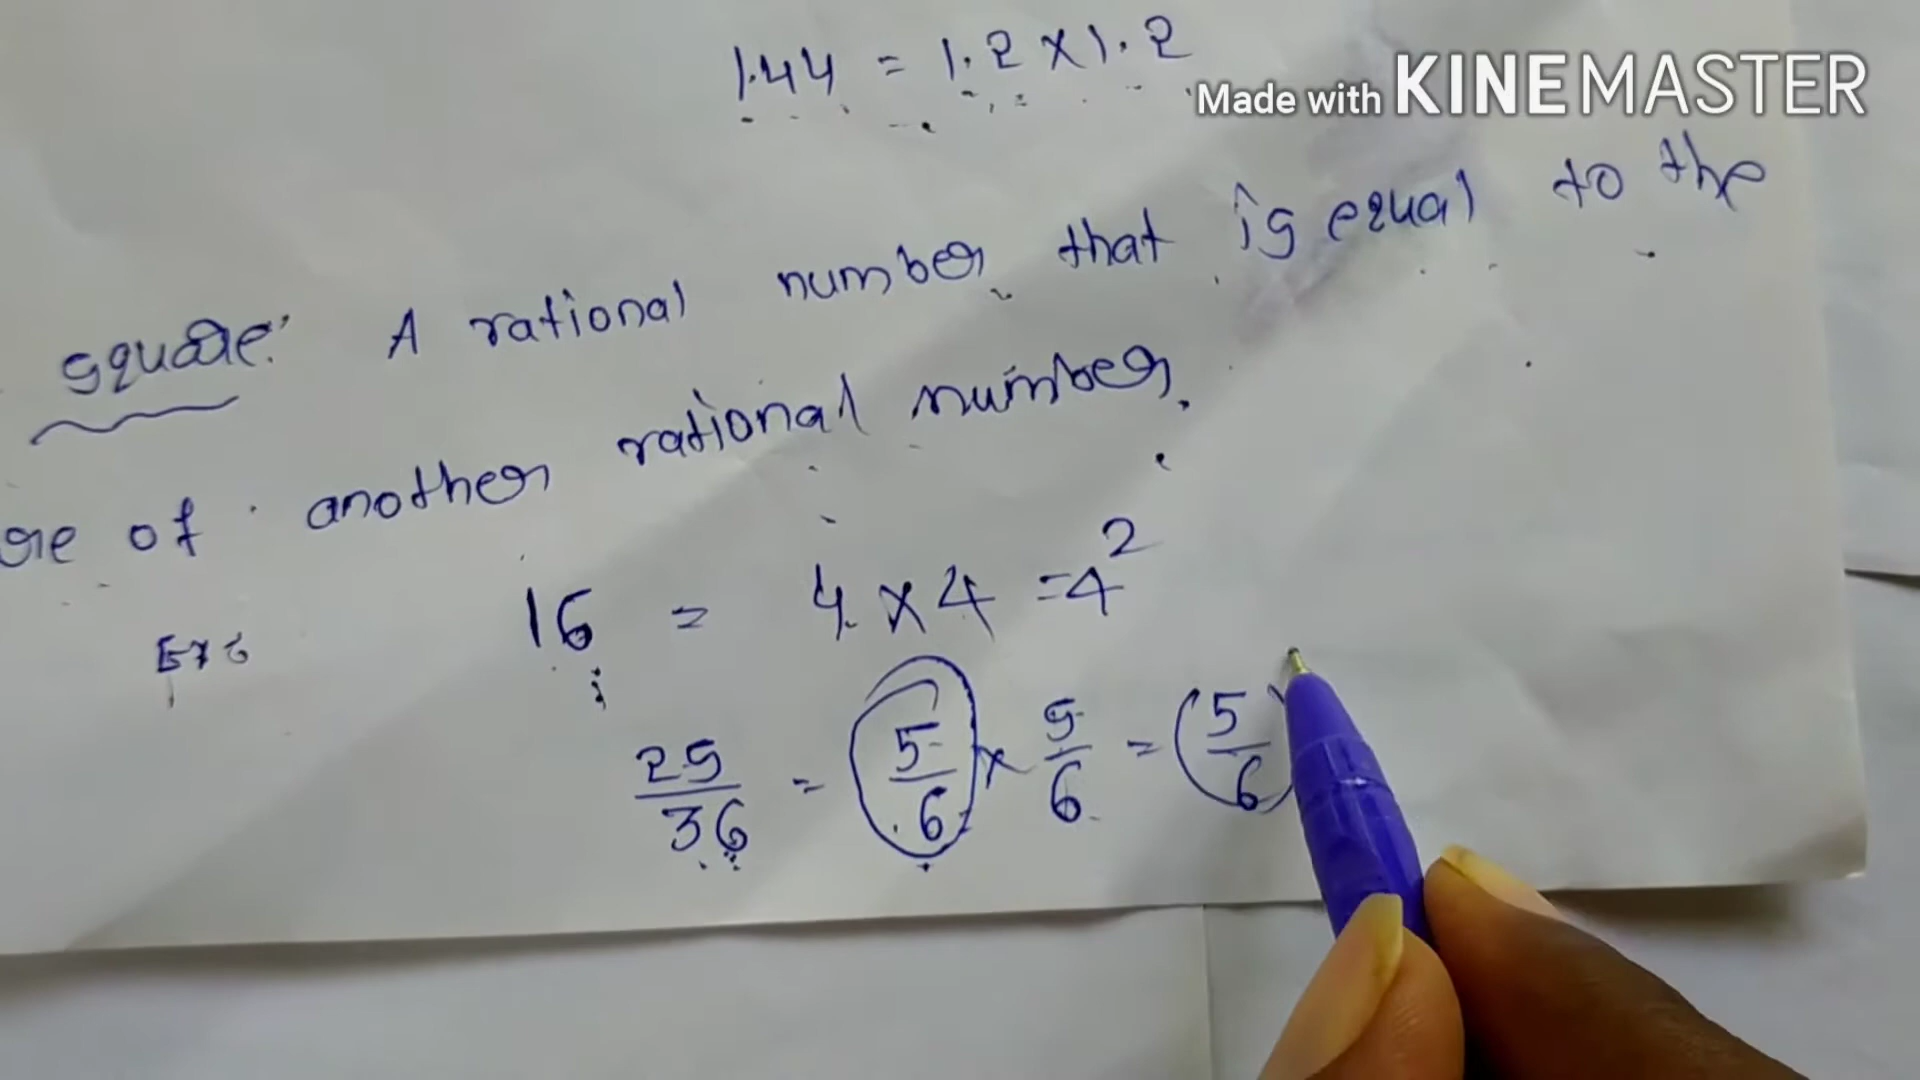 1.44 = 1.2 × 1.2
Made with KINEMASTER
square: A rational number that is equal to the
are of another rational number.
Ex: 16 = 4 × 4 = 4²
25/36 = 5/6 × 5/6 = (5/6)